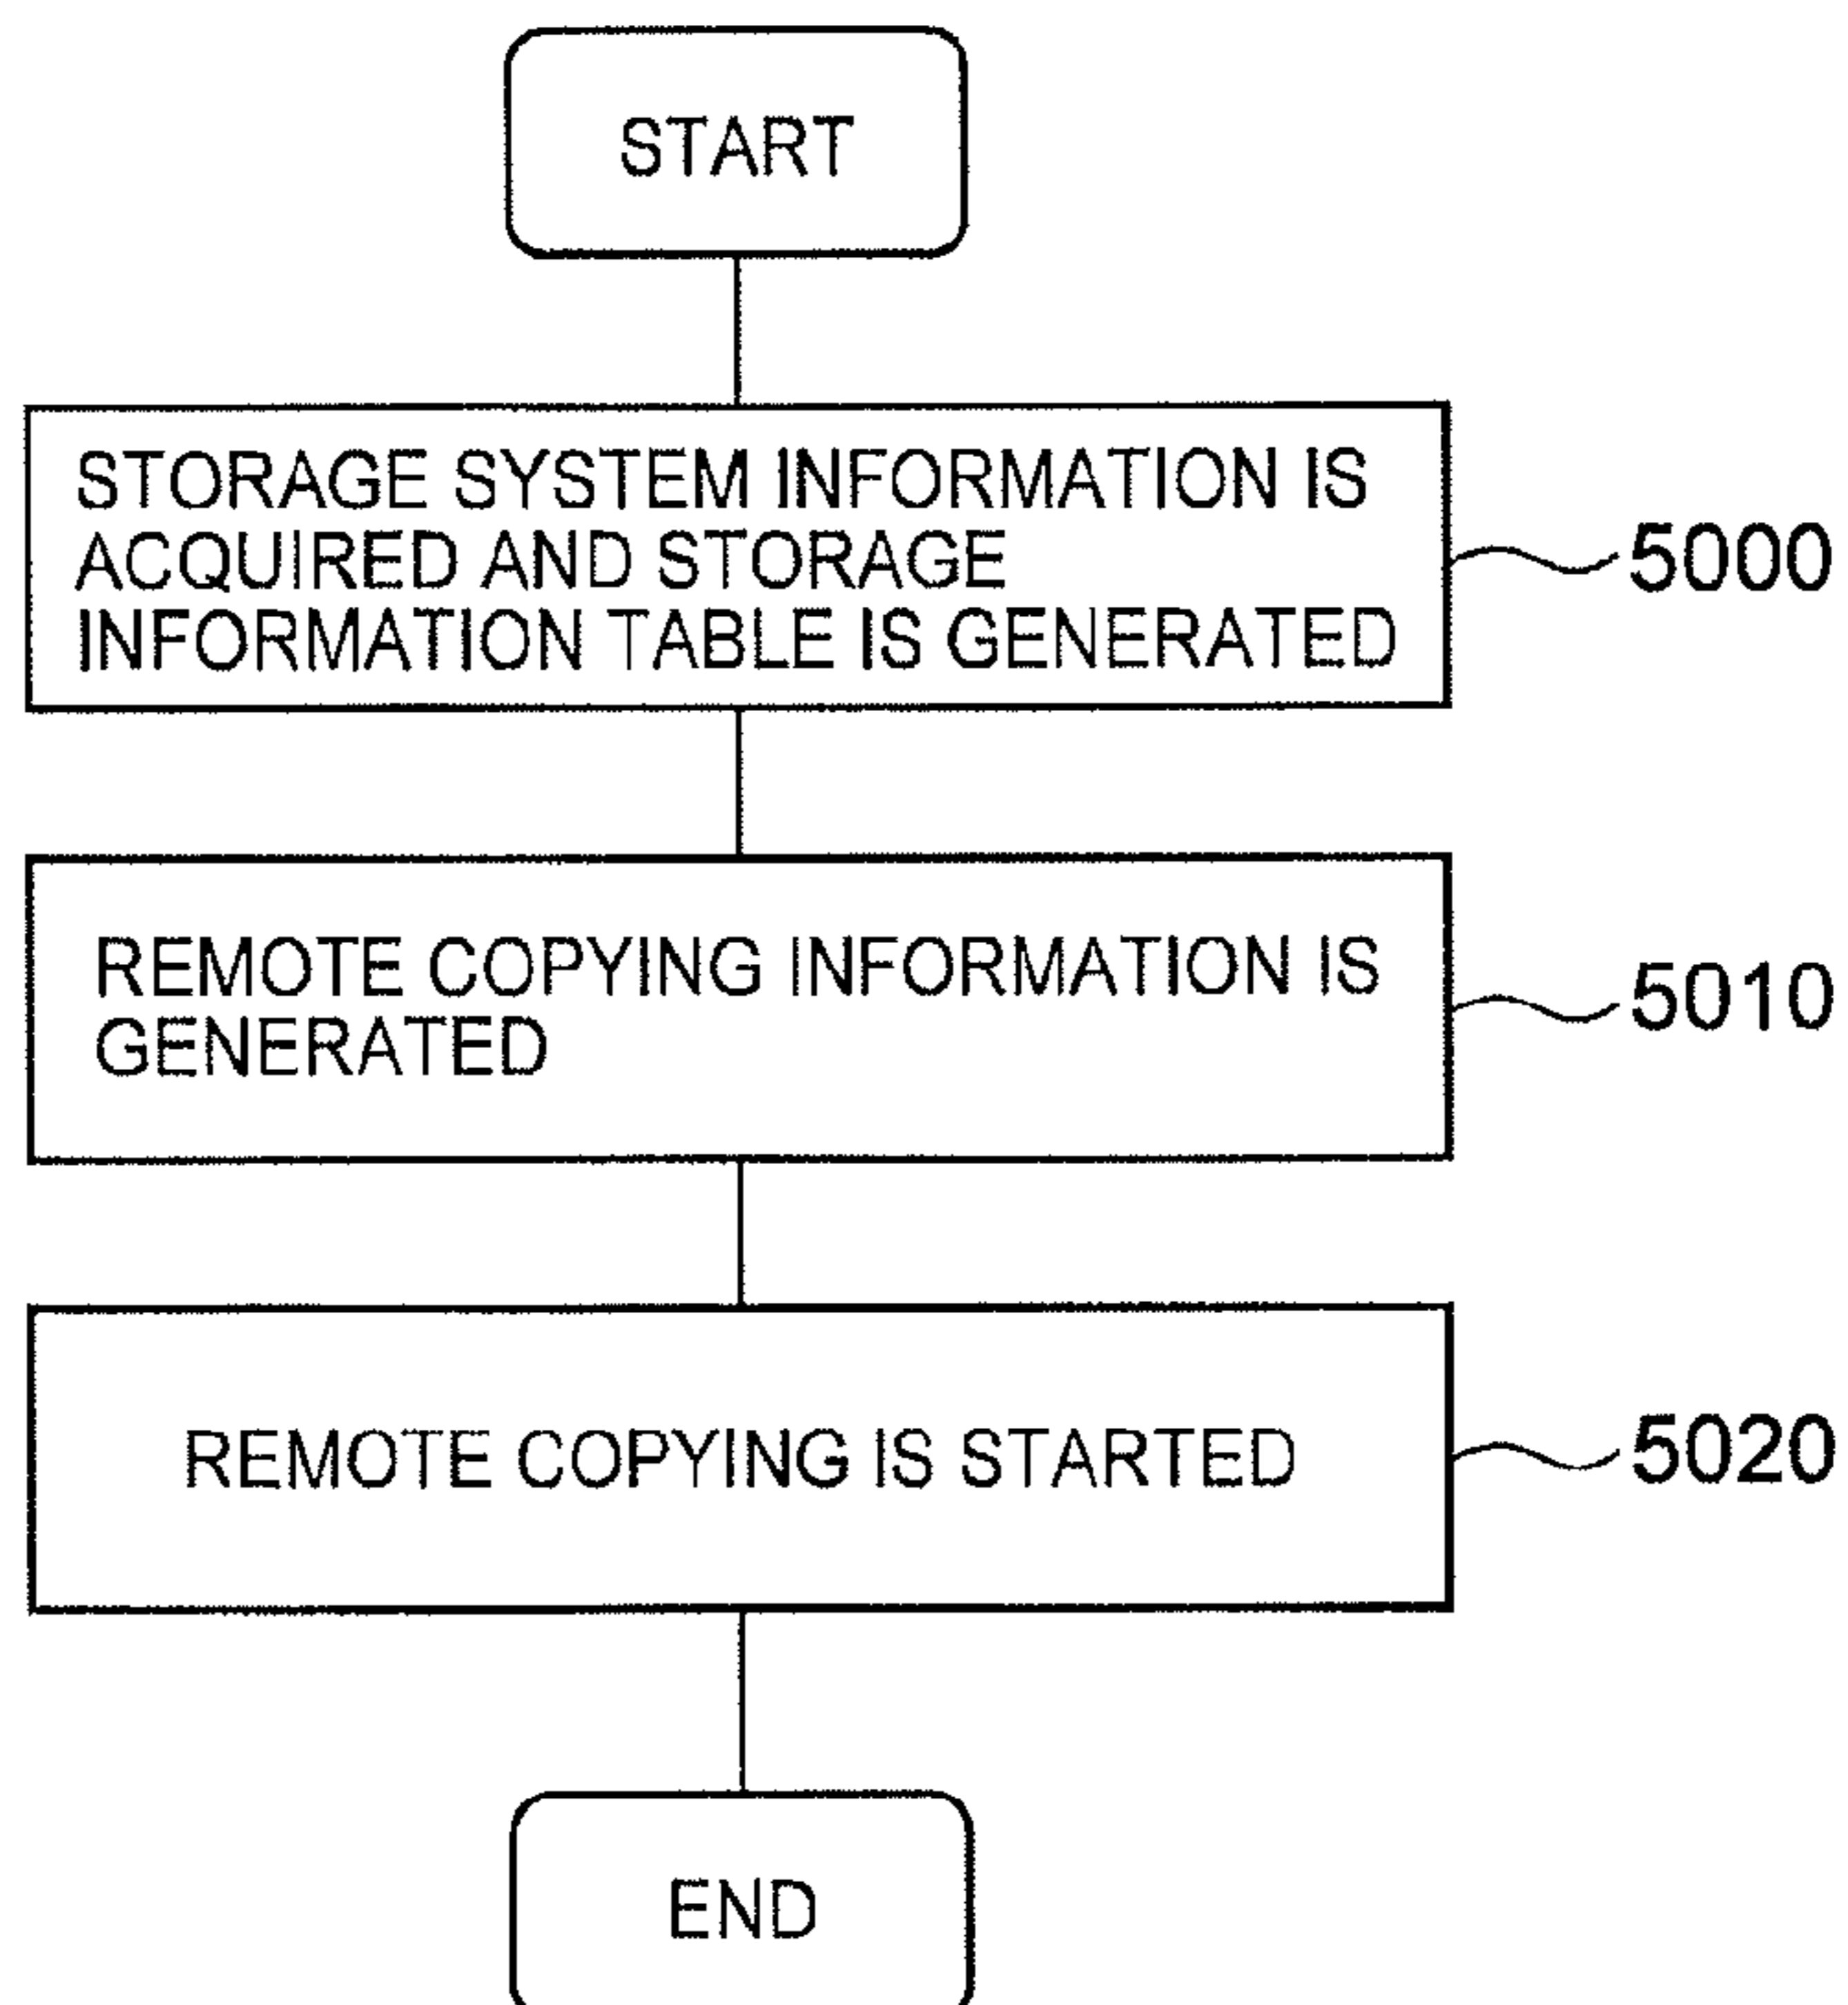 START
STORAGE SYSTEM INFORMATION IS
ACQUIRED AND STORAGE
INFORMATION TABLE IS GENERATED
5000
REMOTE COPYING INFORMATION IS
GENERATED
5010
REMOTE COPYING IS STARTED
5020
END